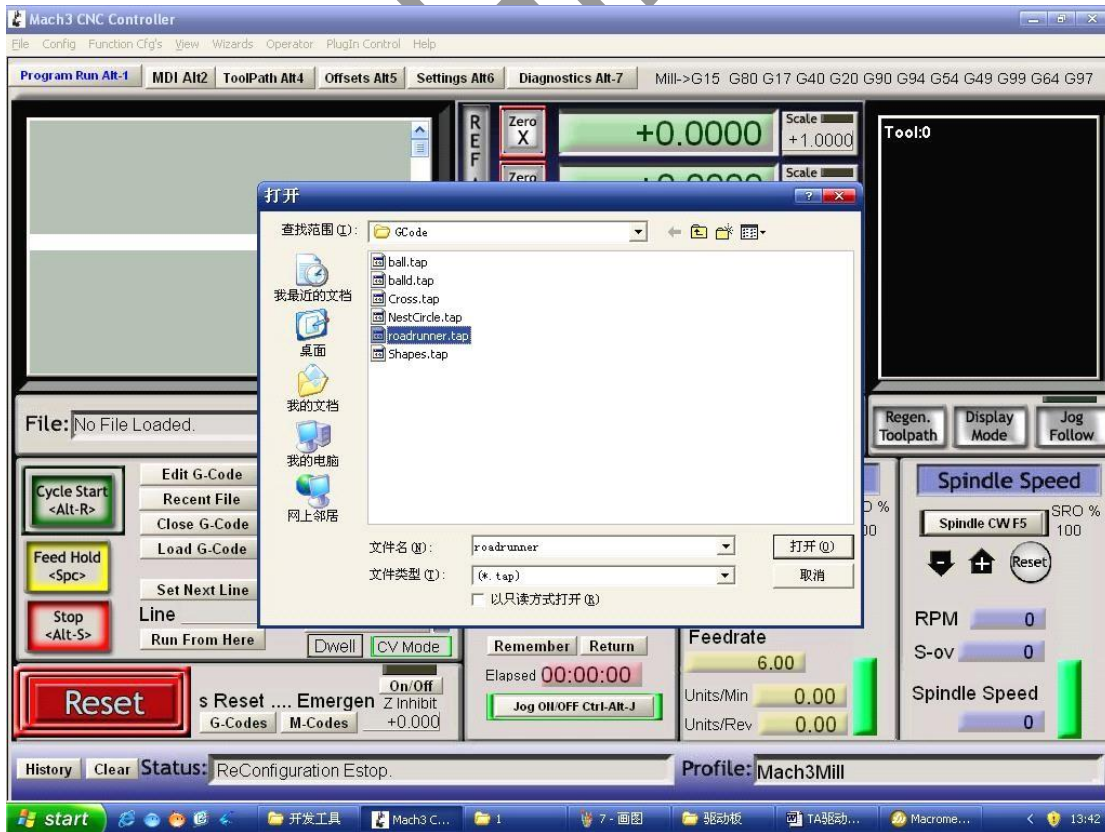 Mach3 CNC Controller
File Config Function Cfg's View Wizards Operator PlugIn Control Help
Program Run Alt-1 MDI Alt2 ToolPath Alt4 Offsets Alt5 Settings Alt6 Diagnostics Alt-7 Mill->G15 G80 G17 G40 G20 G90 G94 G54 G49 G99 G64 G97
REF
Zero X
+0.0000
Scale
+1.0000
Tool:0
Zero
Scale
打开
查找范围(I):
GCode
ball.tap
balld.tap
Cross.tap
NestCircle.tap
roadrunner.tap
Shapes.tap
我最近的文档
桌面
我的文档
我的电脑
网上邻居
文件名(N):
roadrunner
打开(O)
文件类型(T):
(*.tap)
取消
以只读方式打开(R)
File: No File Loaded.
Regen. Toolpath
Display Mode
Jog Follow
Cycle Start <Alt-R>
Feed Hold <Spc>
Stop <Alt-S>
Edit G-Code
Recent File
Close G-Code
Load G-Code
Set Next Line
Line
Run From Here
Dwell
CV Mode
Reset
s Reset .... Emergen
G-Codes
M-Codes
On/Off
Z Inhibit
+0.000
Remember
Return
Elapsed 00:00:00
Jog ON/OFF Ctrl-Alt-J
Feedrate
6.00
Units/Min 0.00
Units/Rev 0.00
Spindle Speed
Spindle CW F5
SRO %
100
Reset
RPM 0
S-ov 0
Spindle Speed
0
History
Clear
Status: ReConfiguration Estop.
Profile: Mach3Mill
start
开发工具
Mach3 C...
1
7 - 画图
驱动板
TA驱动...
Macrome...
13:42